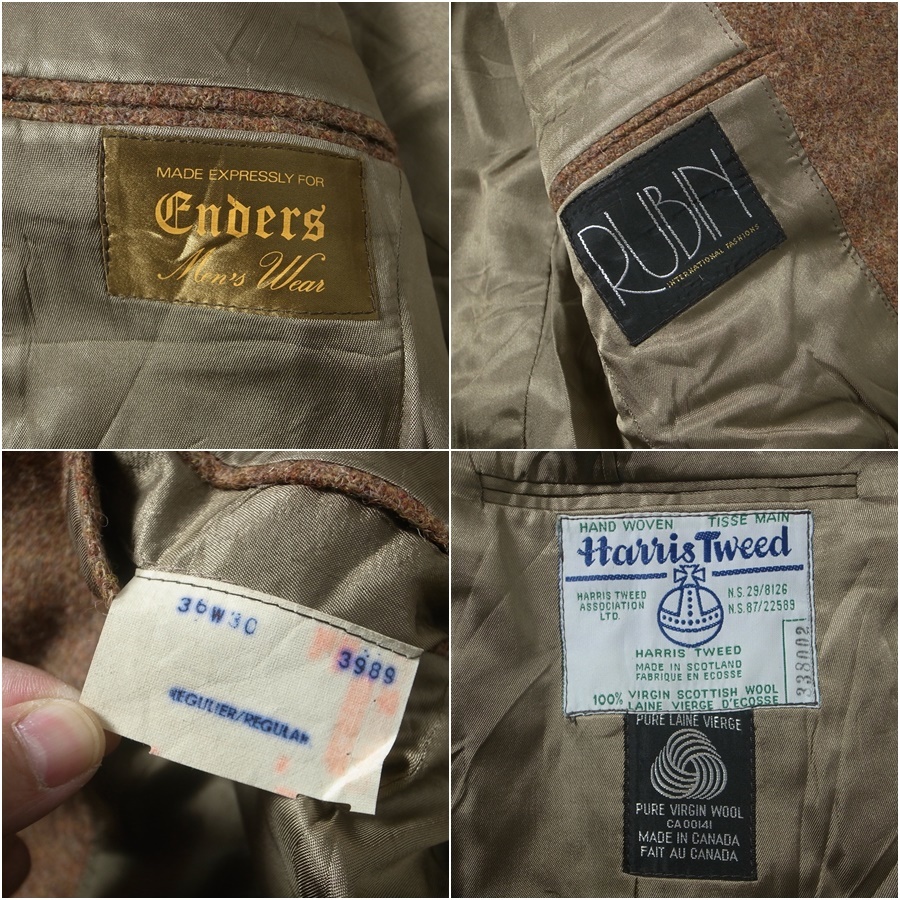 MADE EXPRESSLY FOR
Enders
Men's Wear
RUBIN
INTERNATIONAL FASHIONS
36W30
3989
REGULIER/REGULAR
HAND WOVEN TISSE MAIN
Harris Tweed
HARRIS TWEED
ASSOCIATION
LTD.
N.S. 29/8126
N.S. 87/22589
HARRIS TWEED
MADE IN SCOTLAND
FABRIQUE EN ECOSSE
338002
100% VIRGIN SCOTTISH WOOL
LAINE VIERGE D'ECOSSE
PURE LAINE VIERGE
PURE VIRGIN WOOL
CA 00141
MADE IN CANADA
FAIT AU CANADA